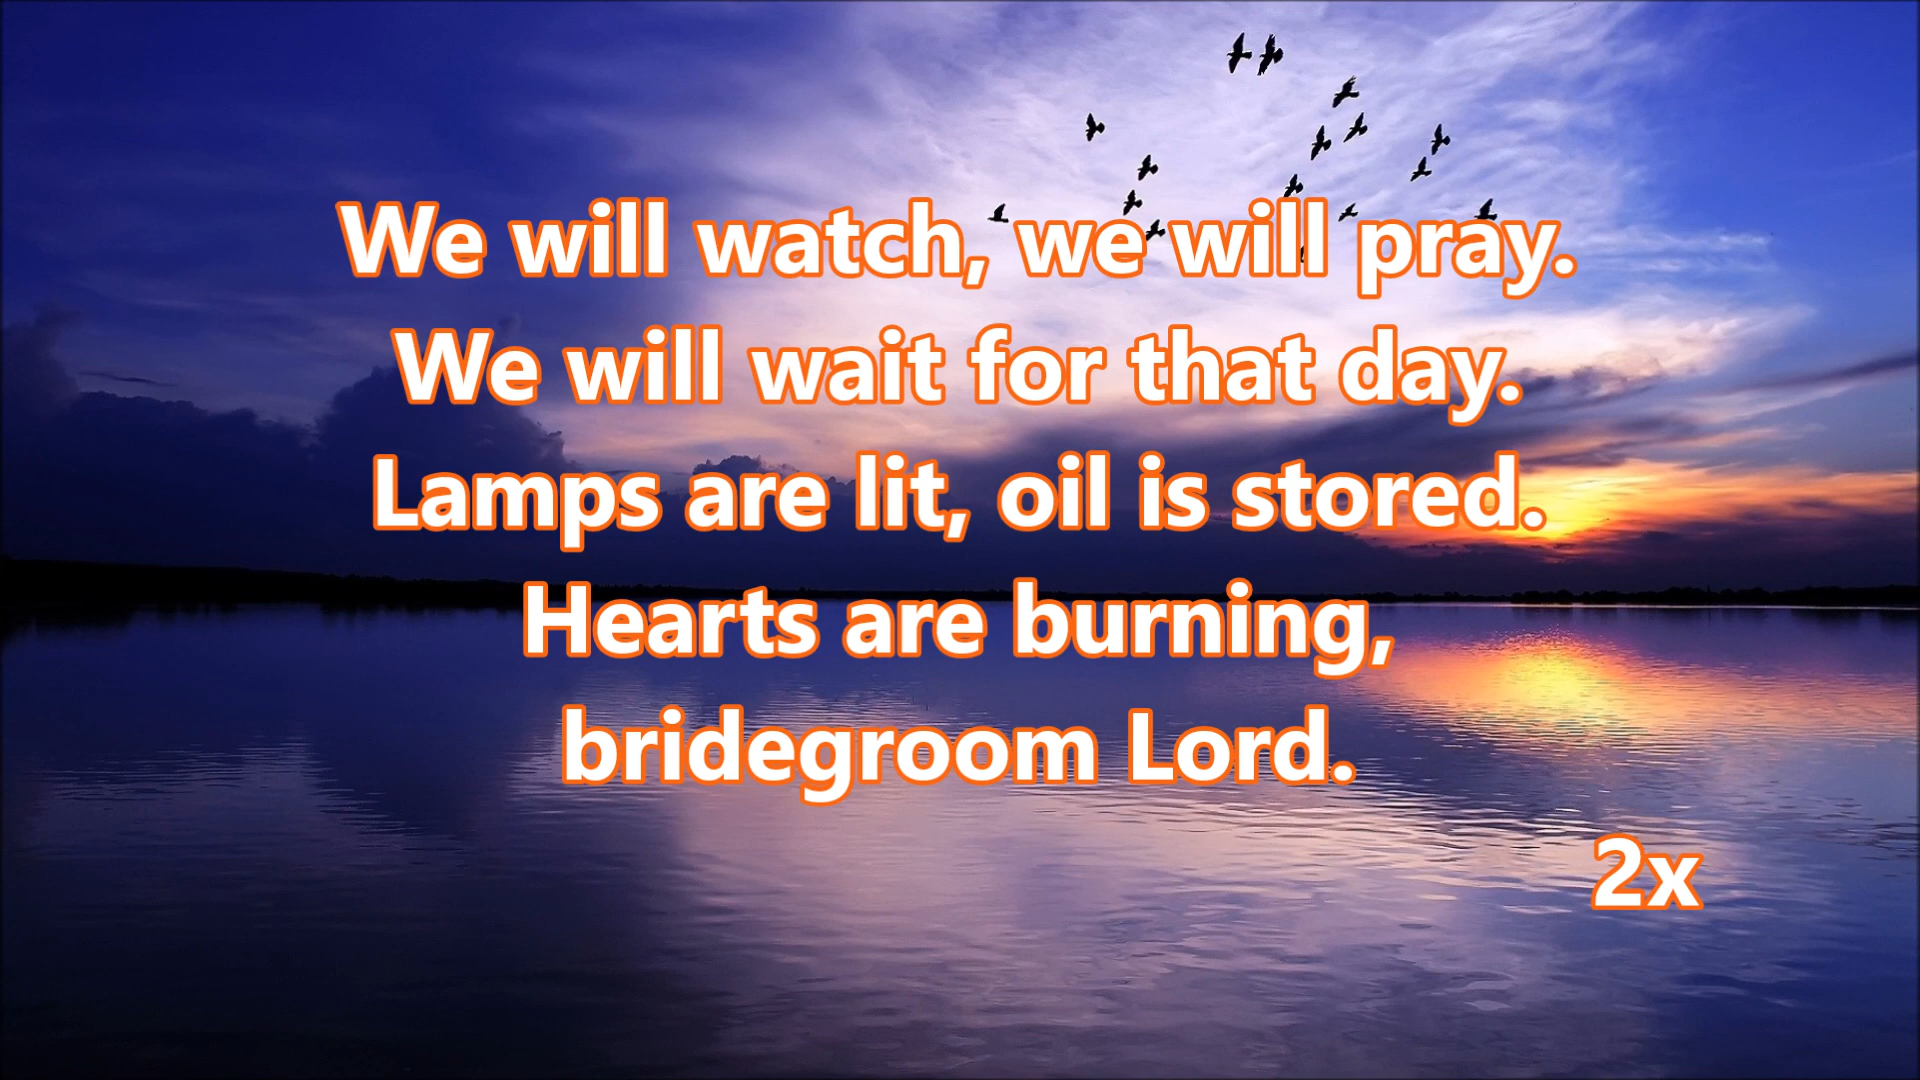 We will watch, we will pray.
We will wait for that day.
Lamps are lit, oil is stored.
Hearts are burning,
bridegroom Lord.
2x